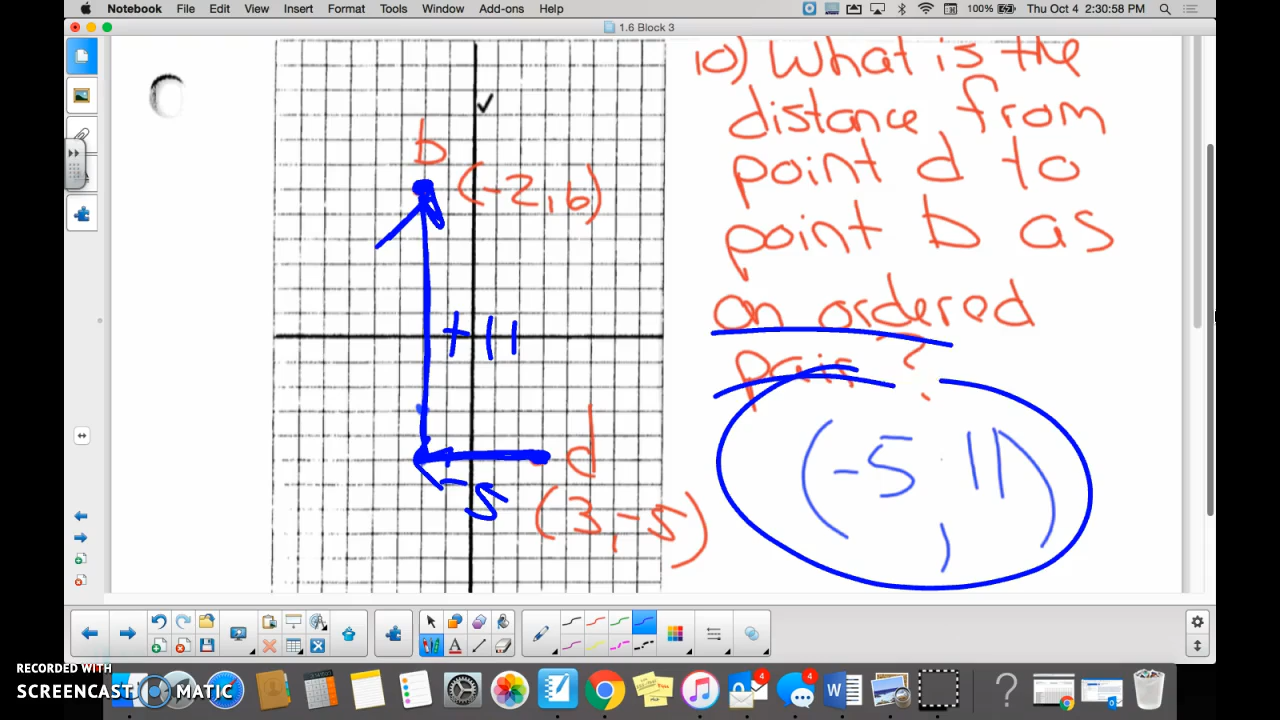 Notebook File Edit View Insert Format Tools Window Add-ons Help 100% Thu Oct 4 2:30:58 PM
1.6 Block 3
10) What is the
distance from
point d to
point b as
an ordered
pair?
(-5, 11)
b
(-2,6)
+11
d
-5
(3,-5)
A
4
4
W
?
RECORDED WITH
SCREENCAST MATIC